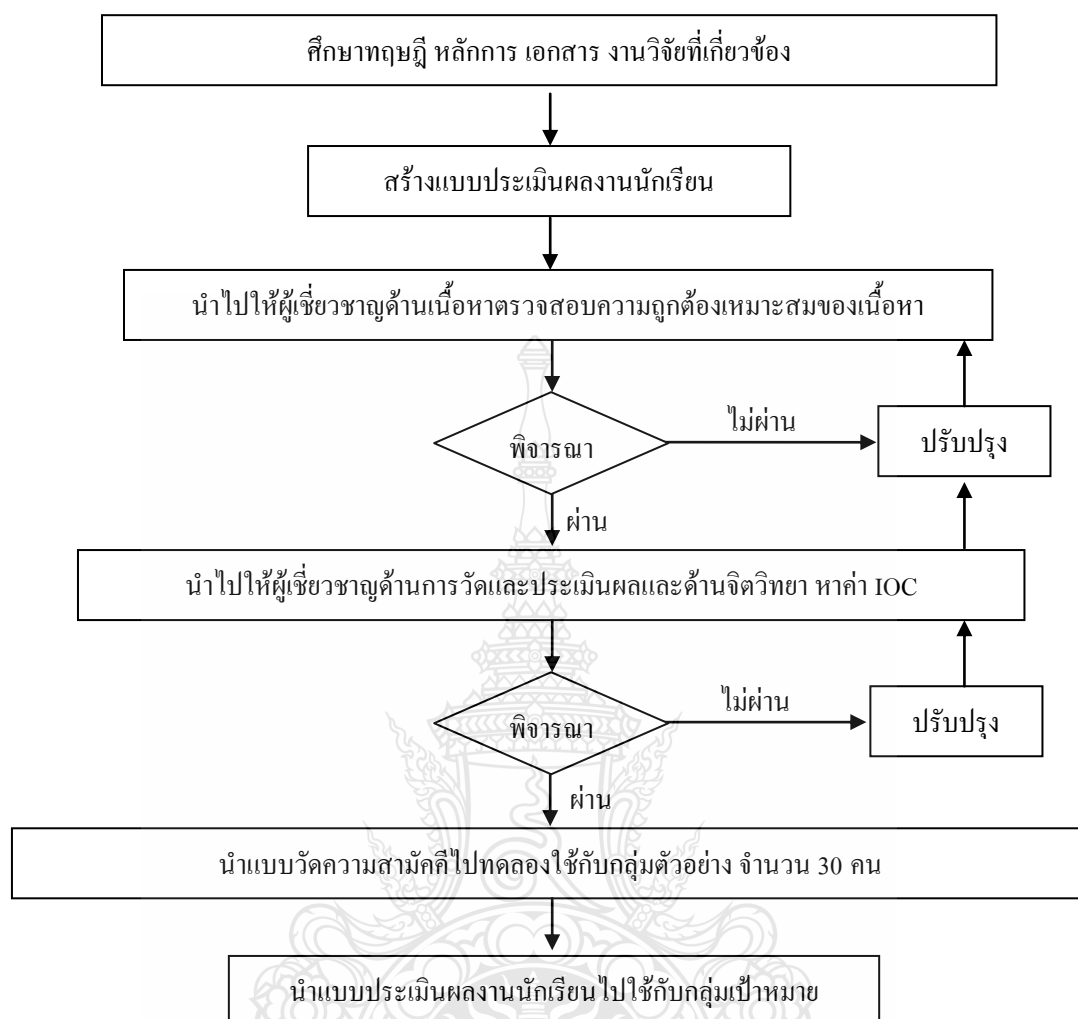 ศึกษาทฤษฎี หลักการ เอกสาร งานวิจัยที่เกี่ยวข้อง
สร้างแบบประเมินผลงานนักเรียน
นำไปให้ผู้เชี่ยวชาญด้านเนื้อหาตรวจสอบความถูกต้องเหมาะสมของเนื้อหา
พิจารณา
ไม่ผ่าน
ปรับปรุง
ผ่าน
นำไปให้ผู้เชี่ยวชาญด้านการวัดและประเมินผลและด้านจิตวิทยา หาค่า IOC
พิจารณา
ไม่ผ่าน
ปรับปรุง
ผ่าน
นำแบบวัดความสามัคคีไปทดลองใช้กับกลุ่มตัวอย่าง จำนวน 30 คน
นำแบบประเมินผลงานนักเรียนไปใช้กับกลุ่มเป้าหมาย